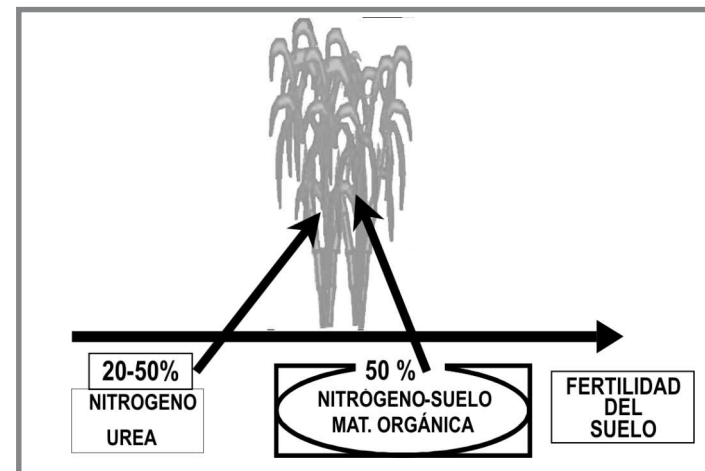 20-50%
NITROGENO
UREA
50 %
NITRÓGENO-SUELO
MAT. ORGÁNICA
FERTILIDAD
DEL
SUELO